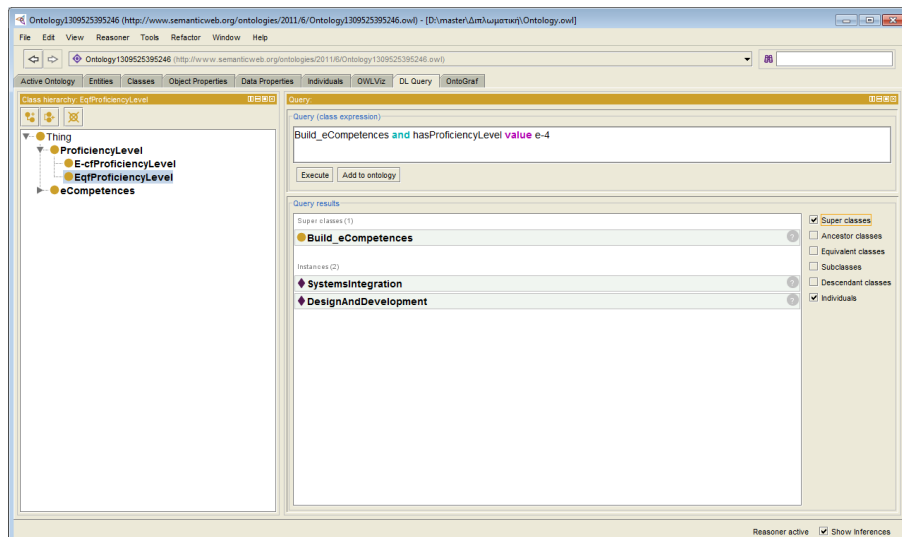 Ontology1309525395246 (http://www.semanticweb.org/ontologies/2011/6/Ontology1309525395246.owl) - [D:\master\Διπλωματική\Ontology.owl]
File Edit View Reasoner Tools Refactor Window Help
Ontology1309525395246 (http://www.semanticweb.org/ontologies/2011/6/Ontology1309525395246.owl)
Active Ontology Entities Classes Object Properties Data Properties Individuals OWLViz DL Query OntoGraf
Class hierarchy: EqfProficiencyLevel
Thing
ProficiencyLevel
E-cfProficiencyLevel
EqfProficiencyLevel
eCompetences
Query:
Query (class expression)
Build_eCompetences and hasProficiencyLevel value e-4
Execute Add to ontology
Query results
Super classes (1)
Build_eCompetences
Instances (2)
SystemsIntegration
DesignAndDevelopment
Super classes
Ancestor classes
Equivalent classes
Subclasses
Descendant classes
Individuals
Reasoner active Show Inferences